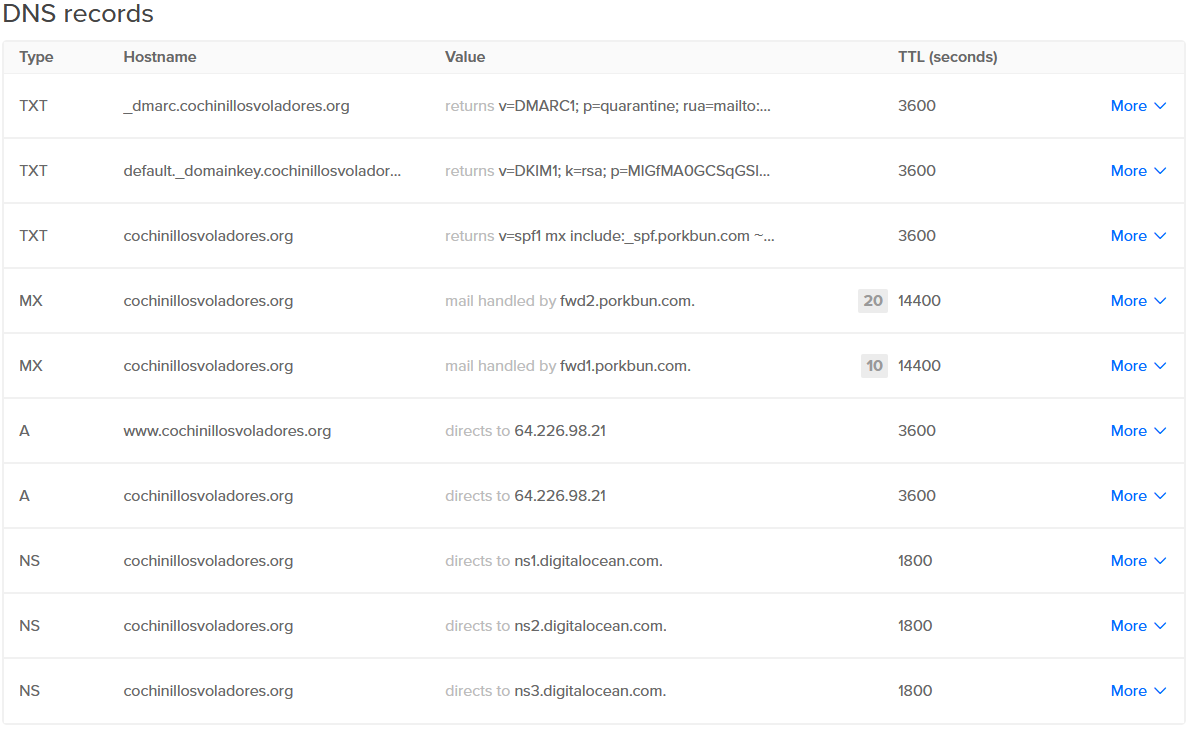 DNS records
Type Hostname Value TTL (seconds)
TXT _dmarc.cochinillosvoladores.org returns v=DMARC1; p=quarantine; rua=mailto:... 3600 More
TXT default._domainkey.cochinillosvolador... returns v=DKIM1; k=rsa; p=MIGfMA0GCSqGSI... 3600 More
TXT cochinillosvoladores.org returns v=spf1 mx include:_spf.porkbun.com ~... 3600 More
MX cochinillosvoladores.org mail handled by fwd2.porkbun.com. 20 14400 More
MX cochinillosvoladores.org mail handled by fwd1.porkbun.com. 10 14400 More
A www.cochinillosvoladores.org directs to 64.226.98.21 3600 More
A cochinillosvoladores.org directs to 64.226.98.21 3600 More
NS cochinillosvoladores.org directs to ns1.digitalocean.com. 1800 More
NS cochinillosvoladores.org directs to ns2.digitalocean.com. 1800 More
NS cochinillosvoladores.org directs to ns3.digitalocean.com. 1800 More